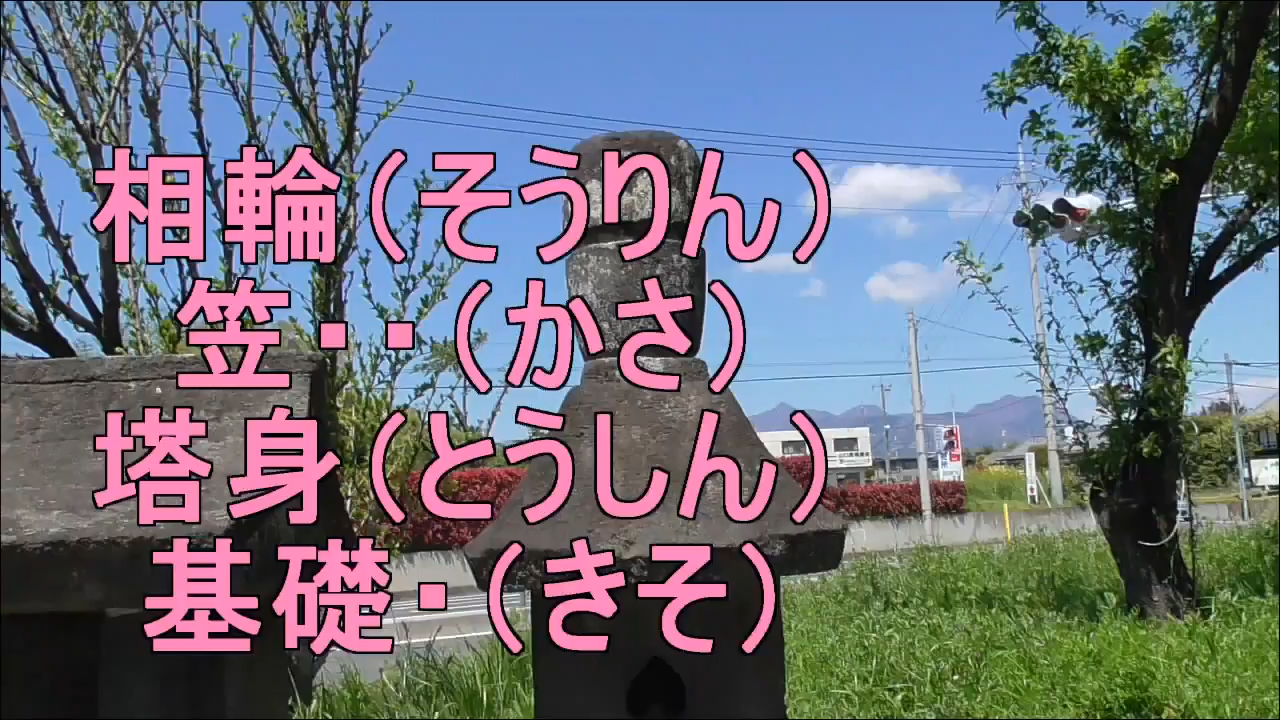 相輪(そうりん)
笠・・(かさ)
塔身(とうしん)
基礎・(きそ)